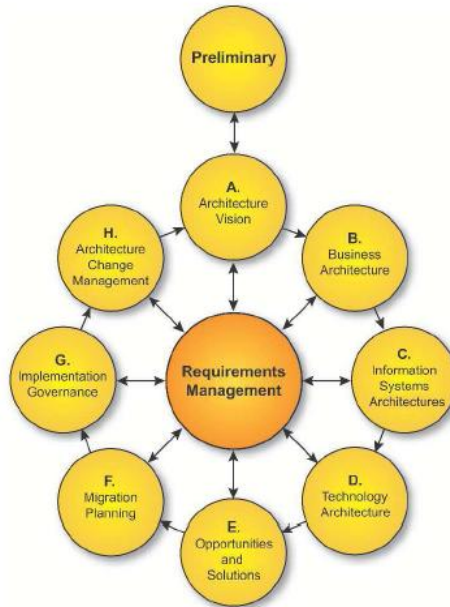 Preliminary
A.
Architecture
Vision
B.
Business
Architecture
C.
Information
Systems
Architectures
D.
Technology
Architecture
E.
Opportunities
and
Solutions
F.
Migration
Planning
G.
Implementation
Governance
H.
Architecture
Change
Management
Requirements
Management